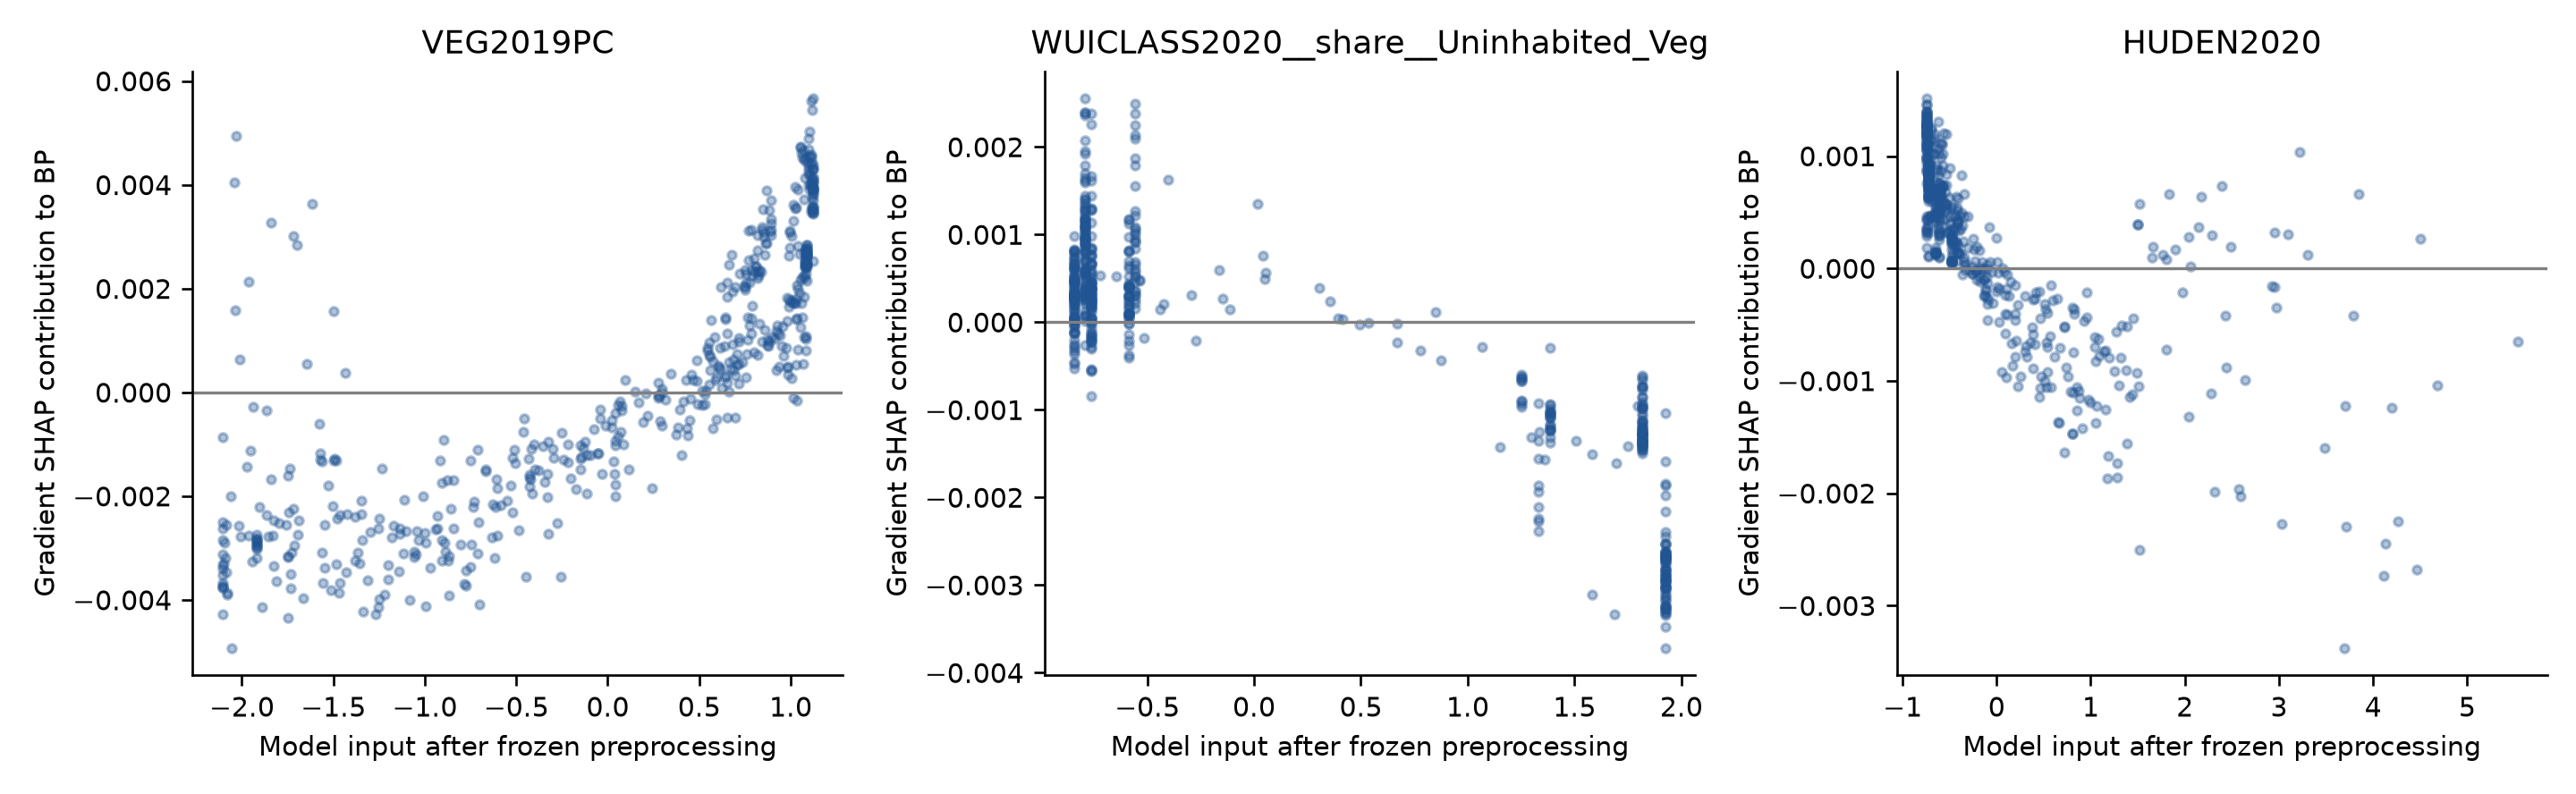 VEG2019PC
Gradient SHAP contribution to BP
0.006
0.004
0.002
0.000
−0.002
−0.004
−2.0 −1.5 −1.0 −0.5 0.0 0.5 1.0
Model input after frozen preprocessing
WUICLASS2020__share__Uninhabited_Veg
Gradient SHAP contribution to BP
0.002
0.001
0.000
−0.001
−0.002
−0.003
−0.004
−0.5 0.0 0.5 1.0 1.5 2.0
Model input after frozen preprocessing
HUDEN2020
Gradient SHAP contribution to BP
0.001
0.000
−0.001
−0.002
−0.003
−1 0 1 2 3 4 5
Model input after frozen preprocessing